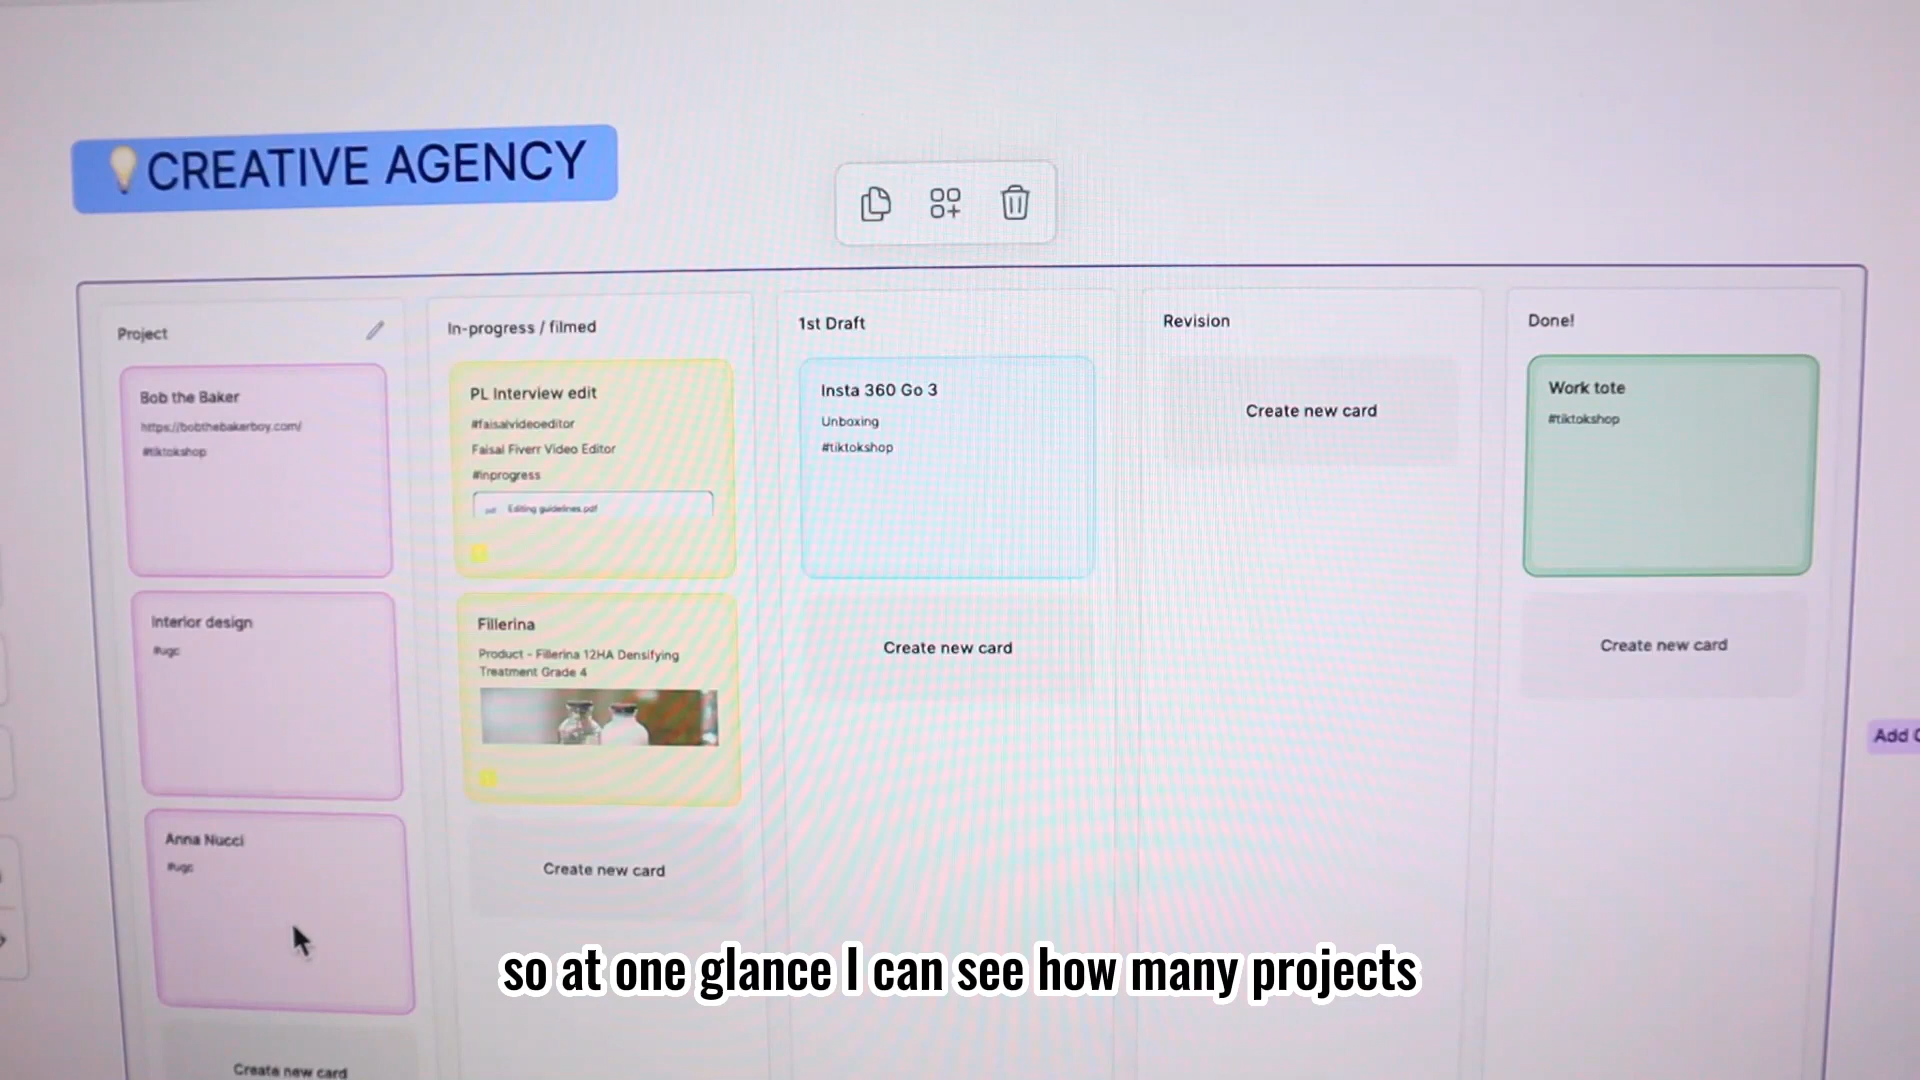 CREATIVE AGENCY
Project
Bob the Baker
https://bobthebakerboy.com/
#tiktokshop
Interior design
#ugc
Anna Nucci
#ugc
Create new card
In-progress / filmed
PL Interview edit
#faisalvideoeditor
Faisal Fiverr Video Editor
#inprogress
pdf Editing guidelines.pdf
Fillerina
Product - Fillerina 12HA Densifying
Treatment Grade 4
Create new card
1st Draft
Insta 360 Go 3
Unboxing
#tiktokshop
Create new card
Revision
Create new card
Done!
Work tote
#tiktokshop
Create new card
Add
so at one glance I can see how many projects